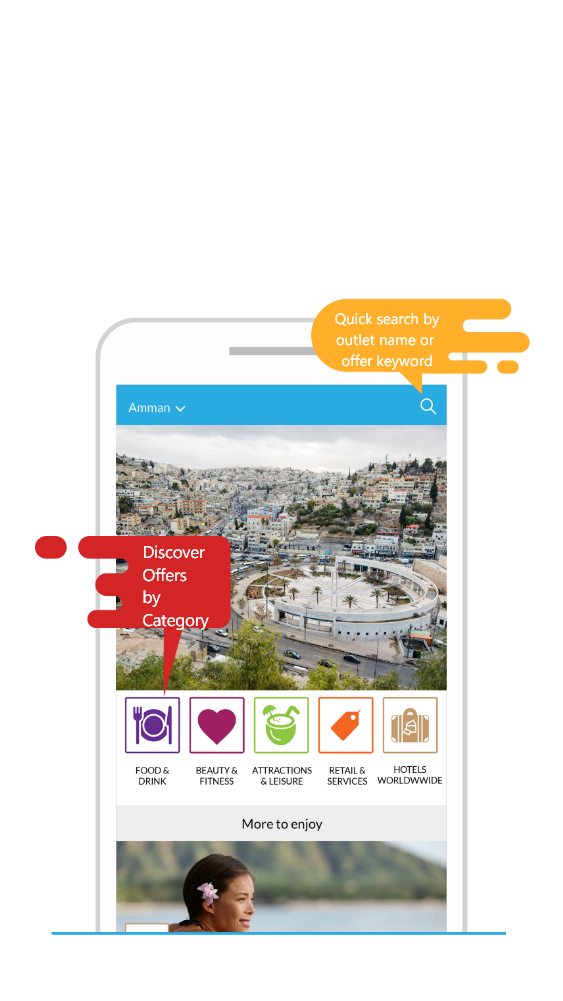 Quick search by
outlet name or
offer keyword
Amman
Discover
Offers
by
Category
FOOD &
DRINK
BEAUTY &
FITNESS
ATTRACTIONS
& LEISURE
RETAIL &
SERVICES
HOTELS
WORLDWWIDE
More to enjoy